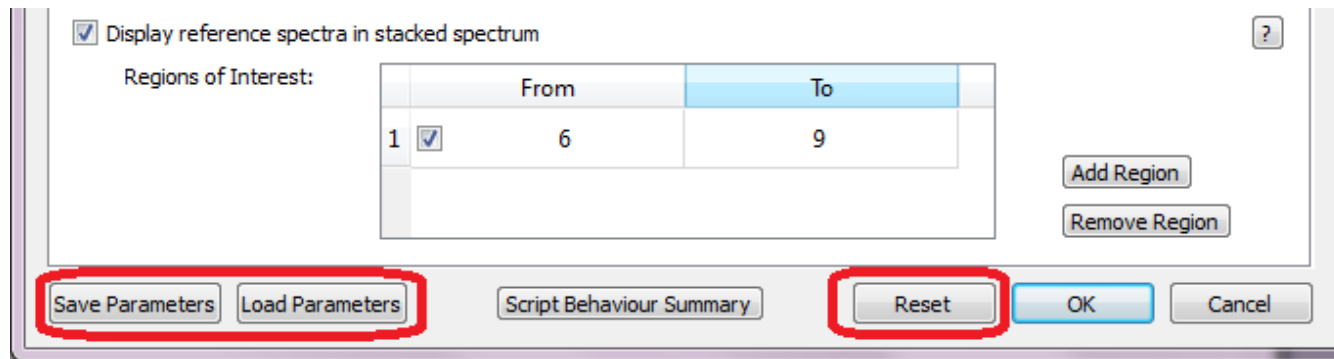 Display reference spectra in stacked spectrum ?
Regions of Interest:
From To
1 6 9
Add Region
Remove Region
Save Parameters Load Parameters Script Behaviour Summary Reset OK Cancel